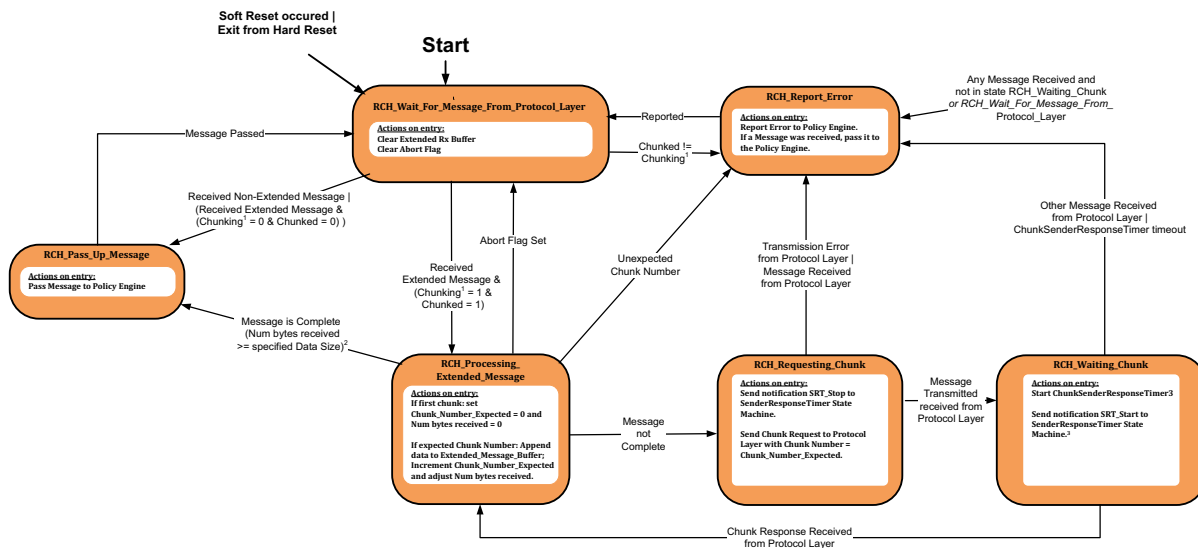 Soft Reset occured |
Exit from Hard Reset
Start
RCH_Wait_For_Message_From_Protocol_Layer
Actions on entry:
Clear Extended Rx Buffer
Clear Abort Flag
RCH_Report_Error
Actions on entry:
Report Error to Policy Engine.
If a Message was received, pass it to
the Policy Engine.
Any Message Received and
not in state RCH_Waiting_Chunk
or RCH_Wait_For_Message_From_
Protocol_Layer
Message Passed
Reported
Chunked !=
Chunking¹
Received Non-Extended Message |
(Received Extended Message &
(Chunking¹ = 0 & Chunked = 0) )
RCH_Pass_Up_Message
Actions on entry:
Pass Message to Policy Engine
Received
Extended Message &
(Chunking¹ = 1 &
Chunked = 1)
Abort Flag Set
Unexpected
Chunk Number
Transmission Error
from Protocol Layer |
Message Received
from Protocol Layer
Other Message Received
from Protocol Layer |
ChunkSenderResponseTimer timeout
Message is Complete
(Num bytes received
>= specified Data Size)²
RCH_Processing_
Extended_Message
Actions on entry:
If first chunk: set
Chunk_Number_Expected = 0 and
Num bytes received = 0
If expected Chunk Number: Append
data to Extended_Message_Buffer;
Increment Chunk_Number_Expected
and adjust Num bytes received.
Message
not
Complete
RCH_Requesting_Chunk
Actions on entry:
Send notification SRT_Stop to
SenderResponseTimer State
Machine.
Send Chunk Request to Protocol
Layer with Chunk Number =
Chunk_Number_Expected.
Message
Transmitted
received from
Protocol Layer
RCH_Waiting_Chunk
Actions on entry:
Start ChunkSenderResponseTimer3
Send notification SRT_Start to
SenderResponseTimer State
Machine.³
Chunk Response Received
from Protocol Layer